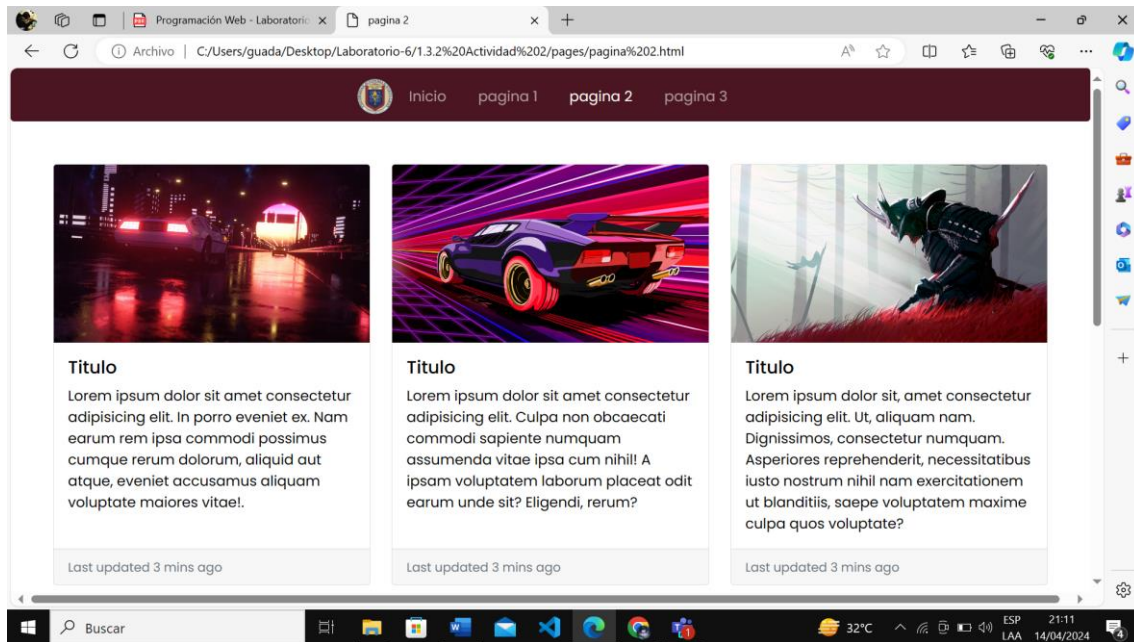 Programación Web - Laboratorio
pagina 2
Archivo | C:/Users/guada/Desktop/Laboratorio-6/1.3.2%20Actividad%202/pages/pagina%202.html
Inicio pagina 1 pagina 2 pagina 3
Titulo
Lorem ipsum dolor sit amet consectetur
adipisicing elit. In porro eveniet ex. Nam
earum rem ipsa commodi possimus
cumque rerum dolorum, aliquid aut
atque, eveniet accusamus aliquam
voluptate maiores vitae!.
Last updated 3 mins ago
Titulo
Lorem ipsum dolor sit amet consectetur
adipisicing elit. Culpa non obcaecati
commodi sapiente numquam
assumenda vitae ipsa cum nihil! A
ipsam voluptatem laborum placeat odit
earum unde sit? Eligendi, rerum?
Last updated 3 mins ago
Titulo
Lorem ipsum dolor sit, amet consectetur
adipisicing elit. Ut, aliquam nam.
Dignissimos, consectetur numquam.
Asperiores reprehenderit, necessitatibus
iusto nostrum nihil nam exercitationem
ut blanditiis, saepe voluptatem maxime
culpa quos voluptate?
Last updated 3 mins ago
Buscar
32°C
ESP
LAA
21:11
14/04/2024